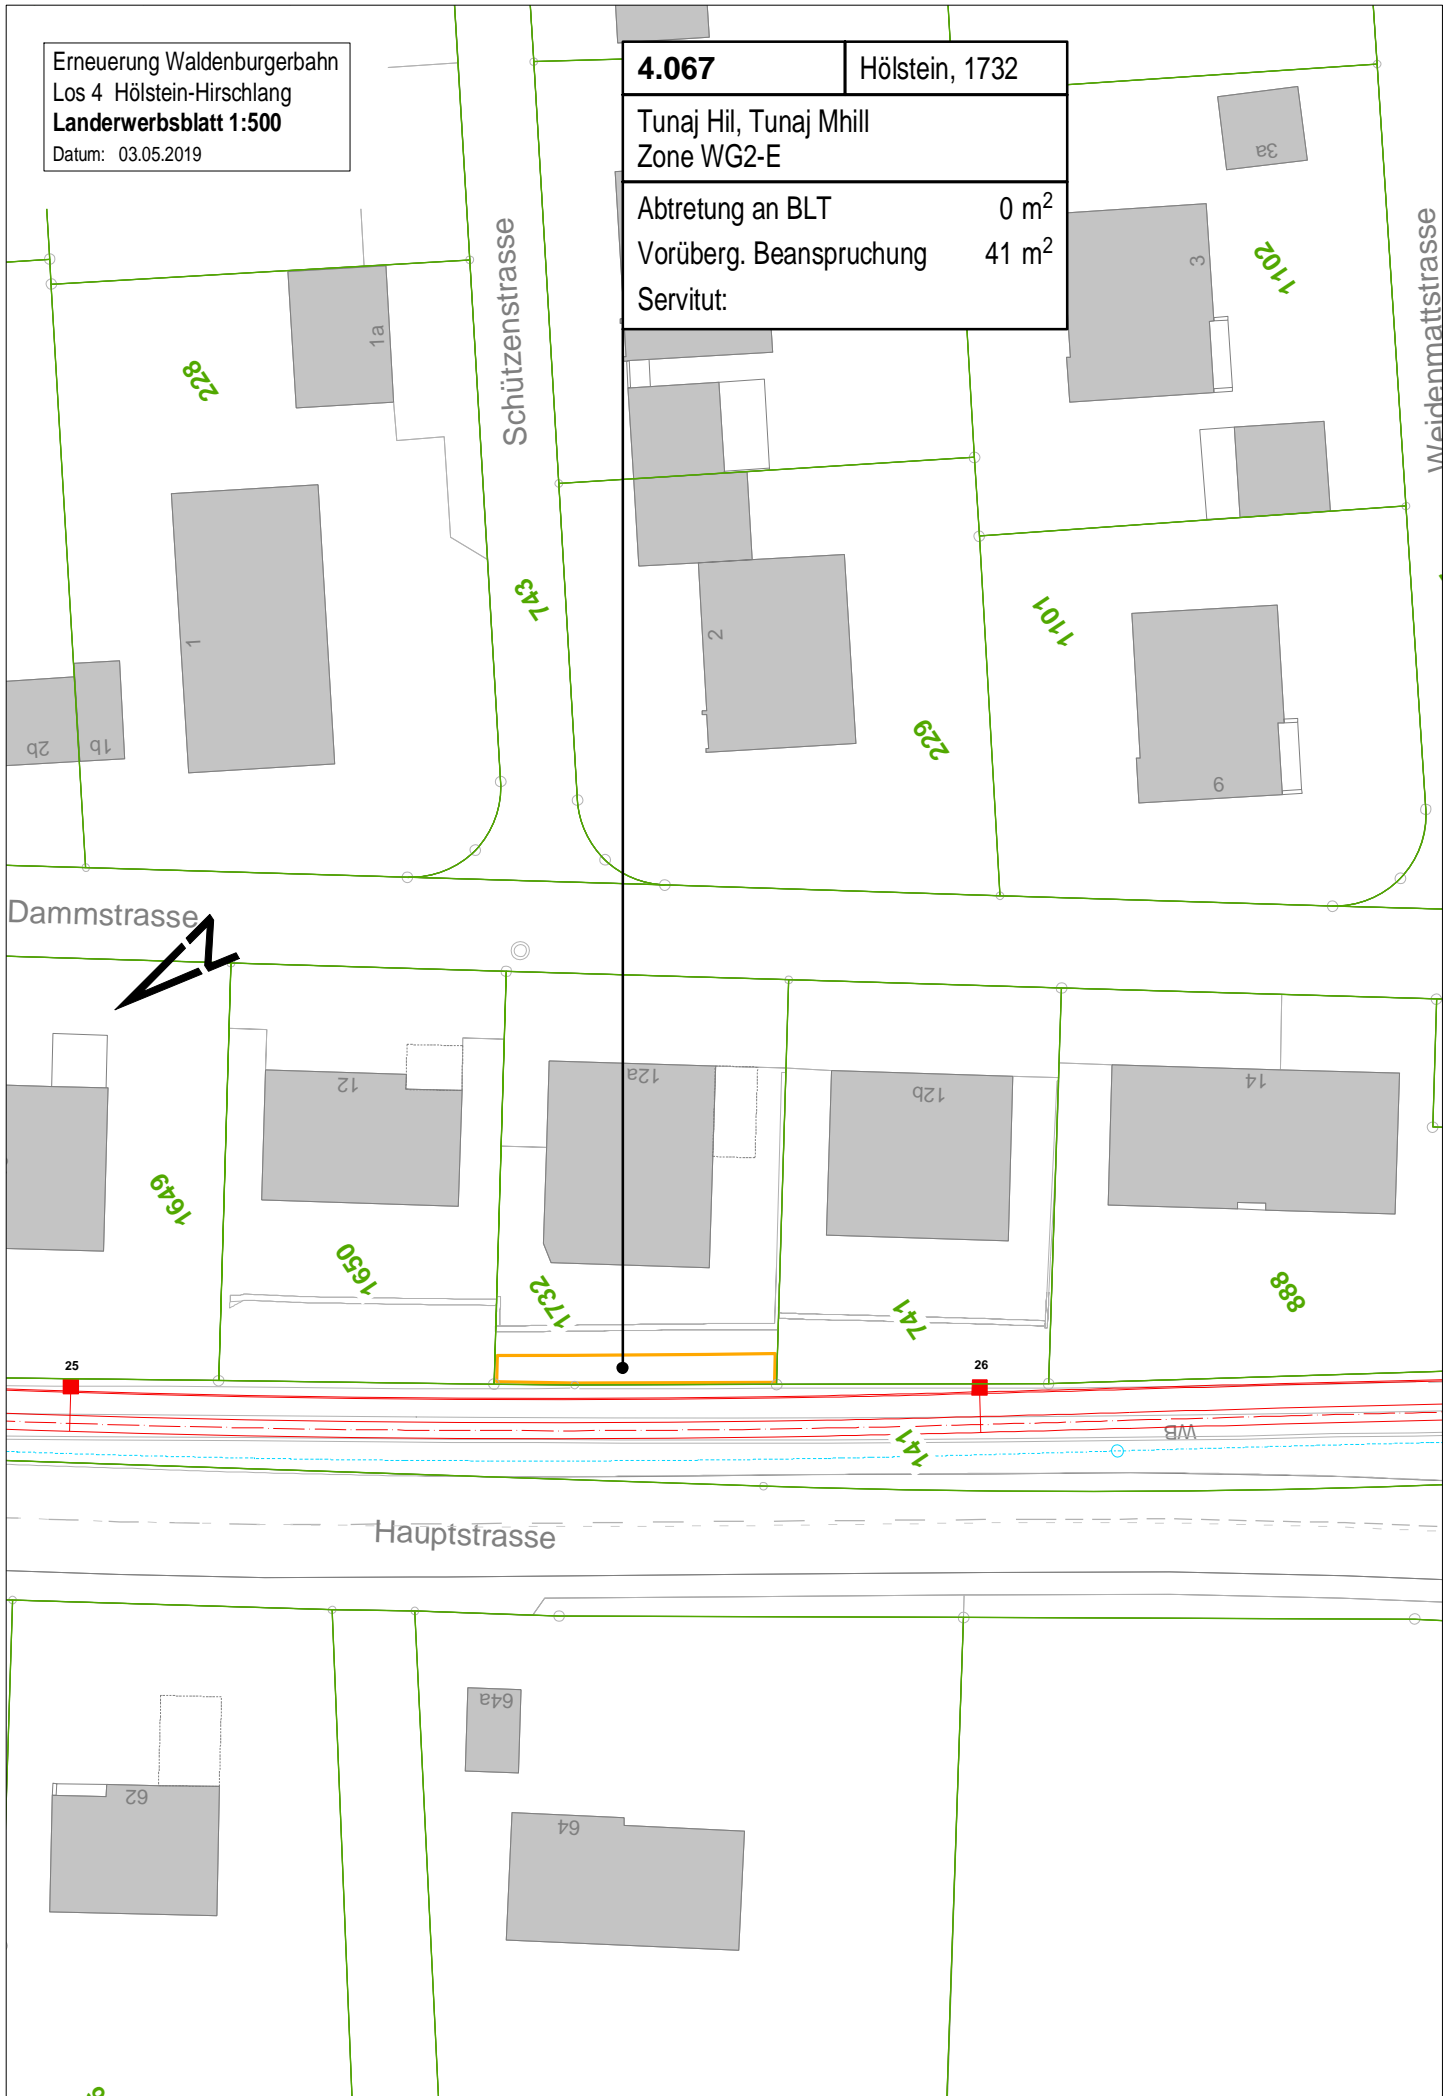 Erneuerung Waldenburgerbahn
Los 4 Hölstein-Hirschlang
Landerwerbsblatt 1:500
Datum: 03.05.2019
4.067 Hölstein, 1732
Tunaj Hil, Tunaj Mhill
Zone WG2-E
Abtretung an BLT 0 m²
Vorüberg. Beanspruchung 41 m²
Servitut:
3a
Schützenstrasse
3
1102
Weidenmattstrasse
1a
228
743
1101
1
2
229
2b
1b
9
Dammstrasse
12
12a
12b
14
1649
1650
1732
741
888
25
26
141
WB
Hauptstrasse
64a
62
64